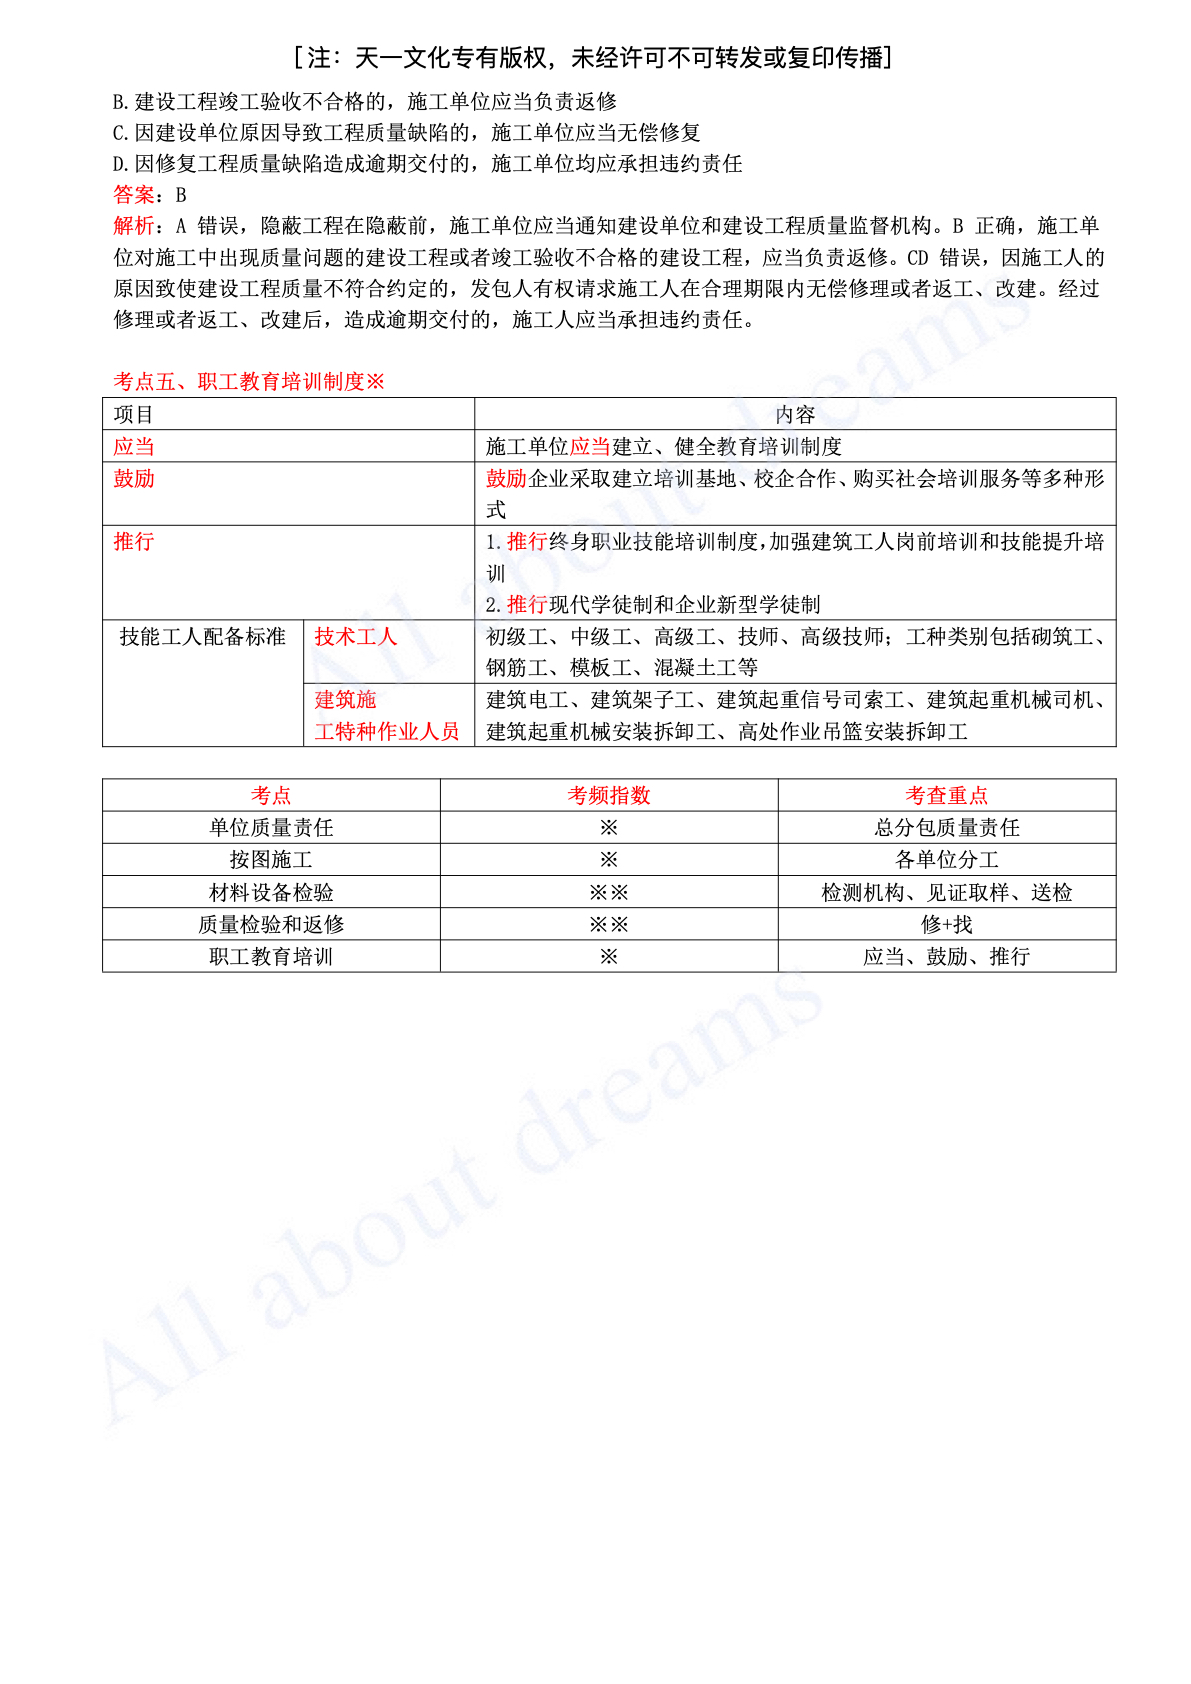 [注：天一文化专有版权，未经许可不可转发或复印传播]
B.建设工程竣工验收不合格的，施工单位应当负责返修
C.因建设单位原因导致工程质量缺陷的，施工单位应当无偿修复
D.因修复工程质量缺陷造成逾期交付的，施工单位均应承担违约责任
答案：B
解析：A 错误，隐蔽工程在隐蔽前，施工单位应当通知建设单位和建设工程质量监督机构。B 正确，施工单
位对施工中出现质量问题的建设工程或者竣工验收不合格的建设工程，应当负责返修。CD 错误，因施工人的
原因致使建设工程质量不符合约定的，发包人有权请求施工人在合理期限内无偿修理或者返工、改建。经过
修理或者返工、改建后，造成逾期交付的，施工人应当承担违约责任。
考点五、职工教育培训制度※
项目 内容
应当 施工单位应当建立、健全教育培训制度
鼓励 鼓励企业采取建立培训基地、校企合作、购买社会培训服务等多种形
式
推行 1.推行终身职业技能培训制度，加强建筑工人岗前培训和技能提升培
训
2.推行现代学徒制和企业新型学徒制
技能工人配备标准 技术工人 初级工、中级工、高级工、技师、高级技师；工种类别包括砌筑工、
钢筋工、模板工、混凝土工等
建筑施 建筑电工、建筑架子工、建筑起重信号司索工、建筑起重机械司机、
工特种作业人员 建筑起重机械安装拆卸工、高处作业吊篮安装拆卸工
考点 考频指数 考查重点
单位质量责任 ※ 总分包质量责任
按图施工 ※ 各单位分工
材料设备检验 ※※ 检测机构、见证取样、送检
质量检验和返修 ※※ 修+找
职工教育培训 ※ 应当、鼓励、推行
All about dreams
All about dreams